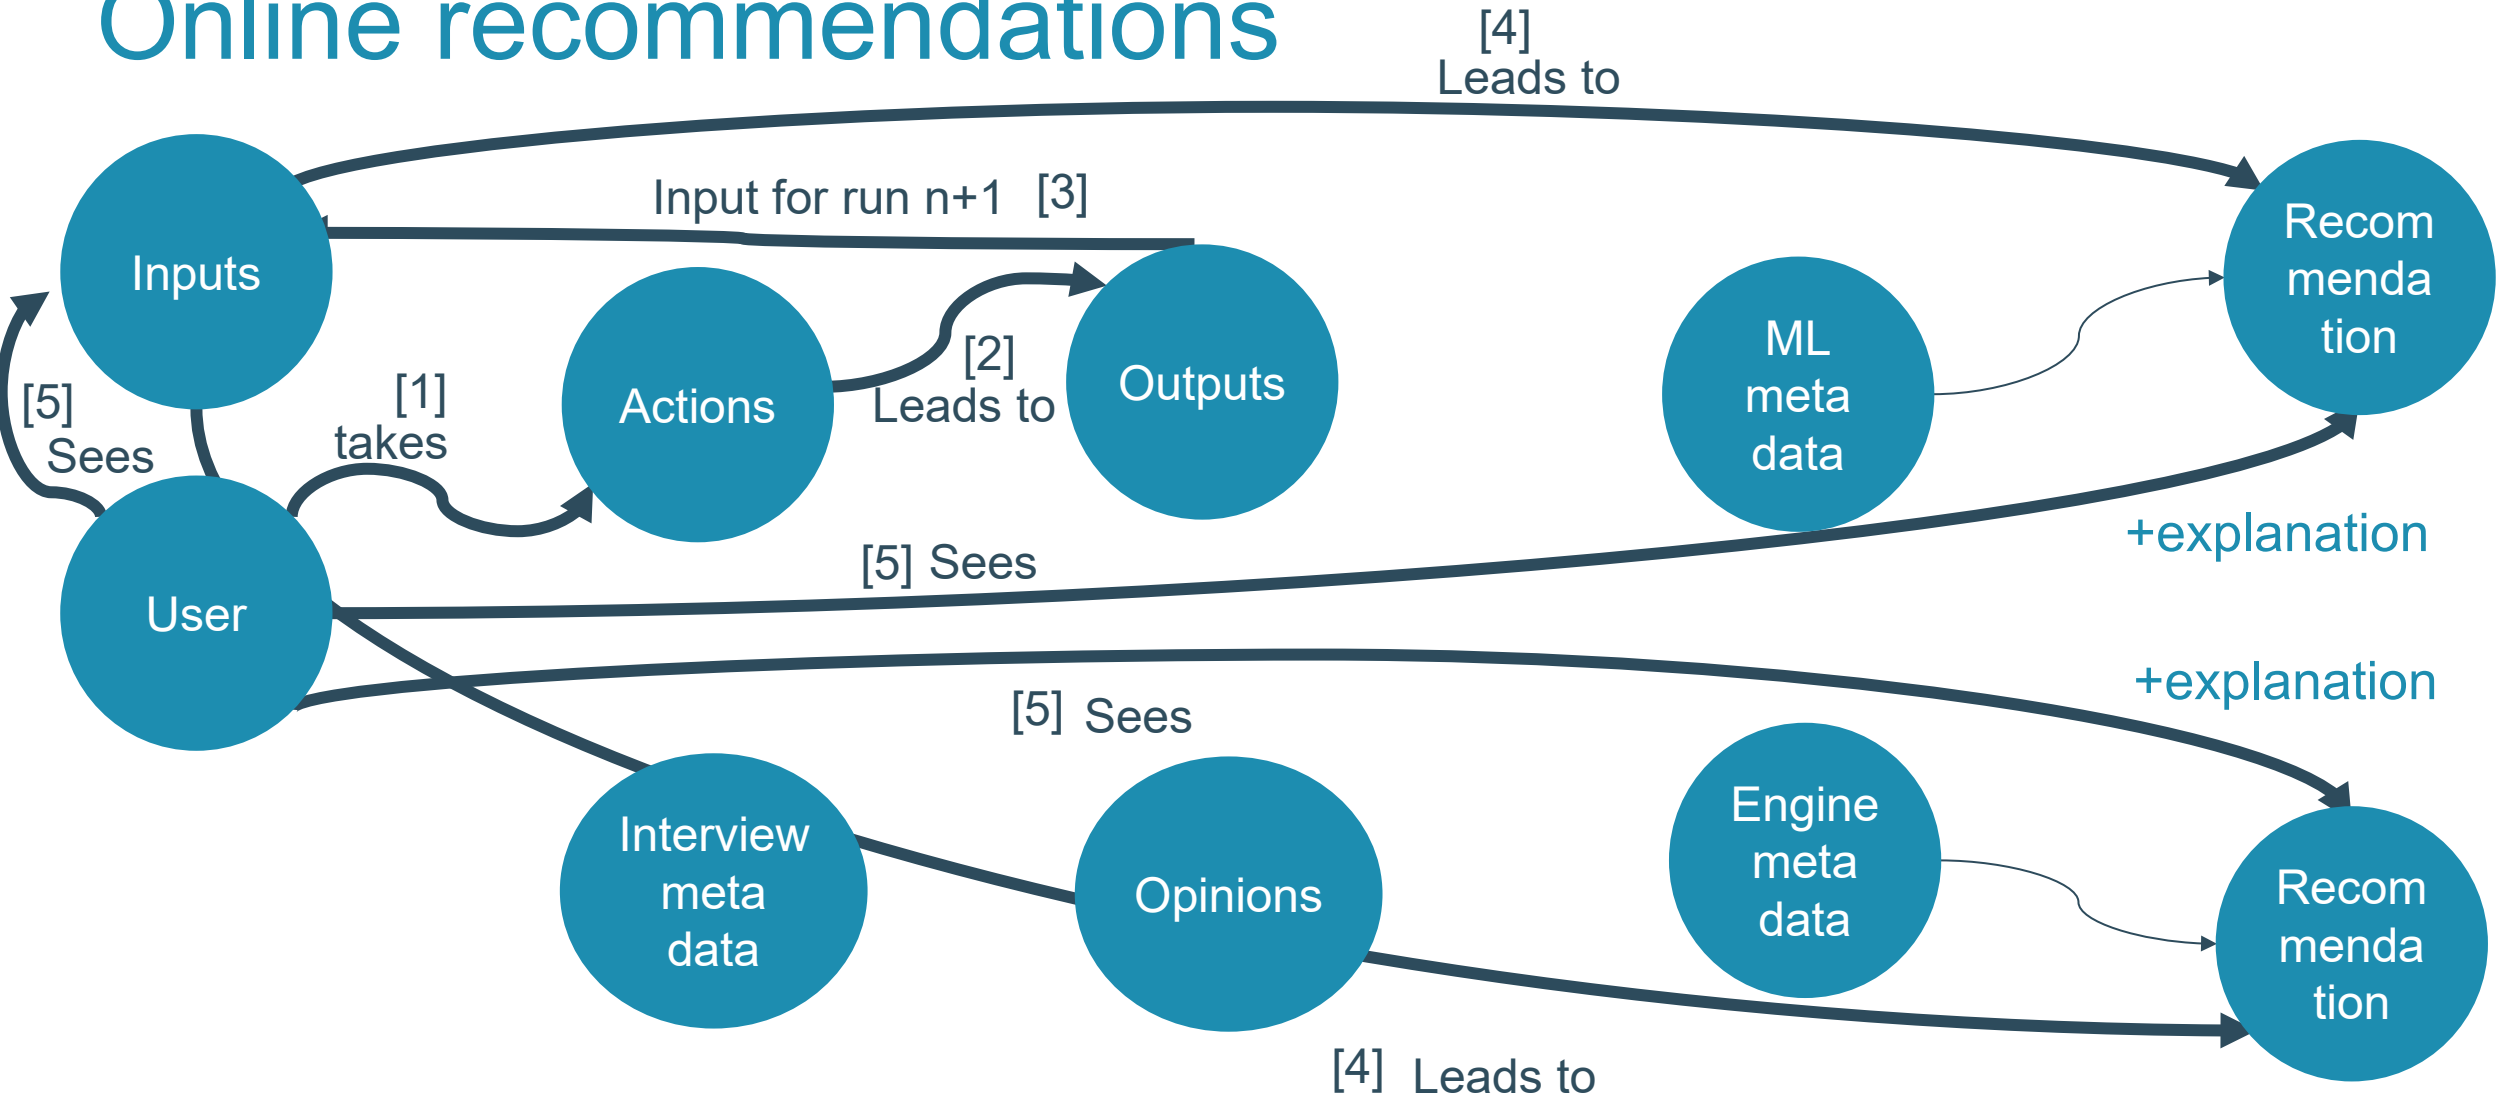 Online recommendations
[4]
Leads to
Input for run n+1 [3]
Inputs
Recom
menda
tion
[2]
Leads to
Outputs
ML
meta
data
[1]
takes
Actions
[5]
Sees
+explanation
[5] Sees
User
+explanation
[5] Sees
Interview
meta
data
Opinions
Engine
meta
data
Recom
menda
tion
[4] Leads to